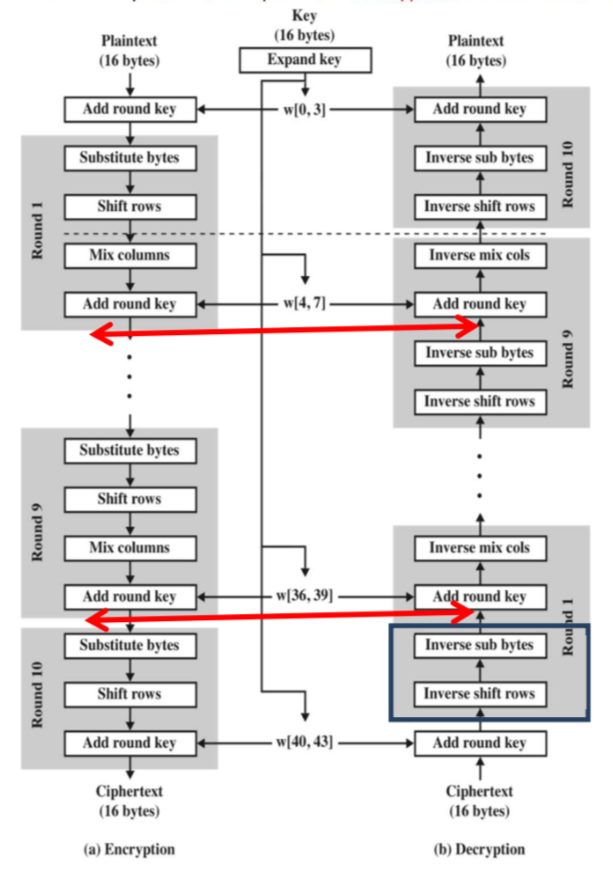 Key
(16 bytes)
Expand key
Plaintext
(16 bytes)
Add round key
Round 1
Substitute bytes
Shift rows
Mix columns
Add round key
Round 9
Substitute bytes
Shift rows
Mix columns
Add round key
Round 10
Substitute bytes
Shift rows
Add round key
Ciphertext
(16 bytes)
(a) Encryption
w[0, 3]
w[4, 7]
w[36, 39]
w[40, 43]
Plaintext
(16 bytes)
Add round key
Inverse sub bytes
Inverse shift rows
Round 10
Inverse mix cols
Add round key
Inverse sub bytes
Inverse shift rows
Round 9
Inverse mix cols
Add round key
Inverse sub bytes
Inverse shift rows
Round 1
Add round key
Ciphertext
(16 bytes)
(b) Decryption